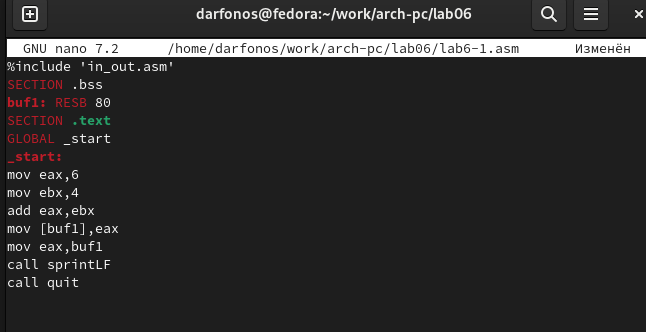 darfonos@fedora:~/work/arch-pc/lab06
GNU nano 7.2 /home/darfonos/work/arch-pc/lab06/lab6-1.asm Изменён
%include 'in_out.asm'
SECTION .bss
buf1: RESB 80
SECTION .text
GLOBAL _start
_start:
mov eax,6
mov ebx,4
add eax,ebx
mov [buf1],eax
mov eax,buf1
call sprintLF
call quit